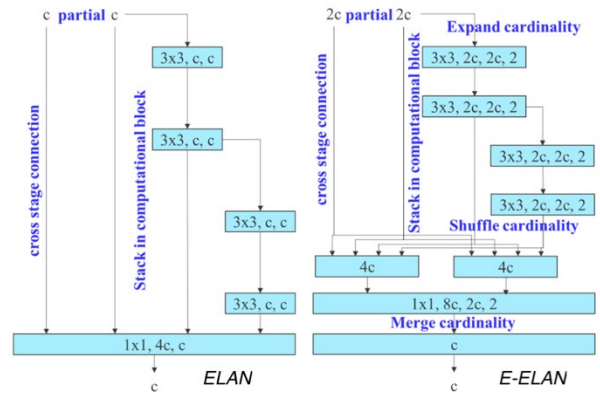 c partial c
3x3, c, c
3x3, c, c
3x3, c, c
3x3, c, c
cross stage connection
Stack in computational block
1x1, 4c, c
c
ELAN
2c partial 2c
Expand cardinality
3x3, 2c, 2c, 2
3x3, 2c, 2c, 2
3x3, 2c, 2c, 2
3x3, 2c, 2c, 2
cross stage connection
Stack in computational block
Shuffle cardinality
4c
4c
1x1, 8c, 2c, 2
Merge cardinality
c
c
E-ELAN